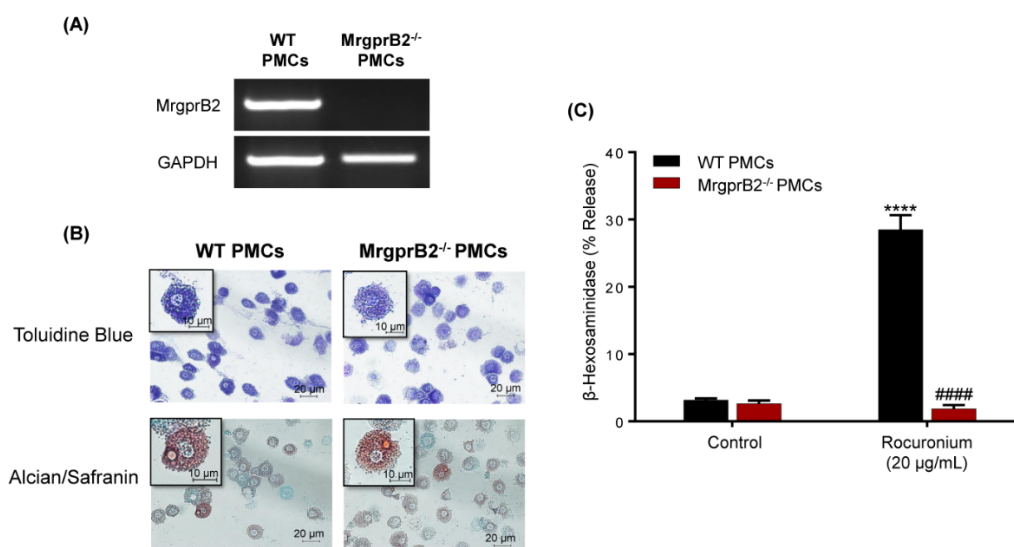 (A)
WT
PMCs
MrgprB2-/-
PMCs
MrgprB2
GAPDH
(B)
WT PMCs
MrgprB2-/- PMCs
Toluidine Blue
10 µm
20 µm
10 µm
20 µm
Alcian/Safranin
10 µm
20 µm
10 µm
20 µm
(C)
WT PMCs
MrgprB2-/- PMCs
β-Hexosaminidase (% Release)
40
30
20
10
0
****
####
Control
Rocuronium
(20 µg/mL)